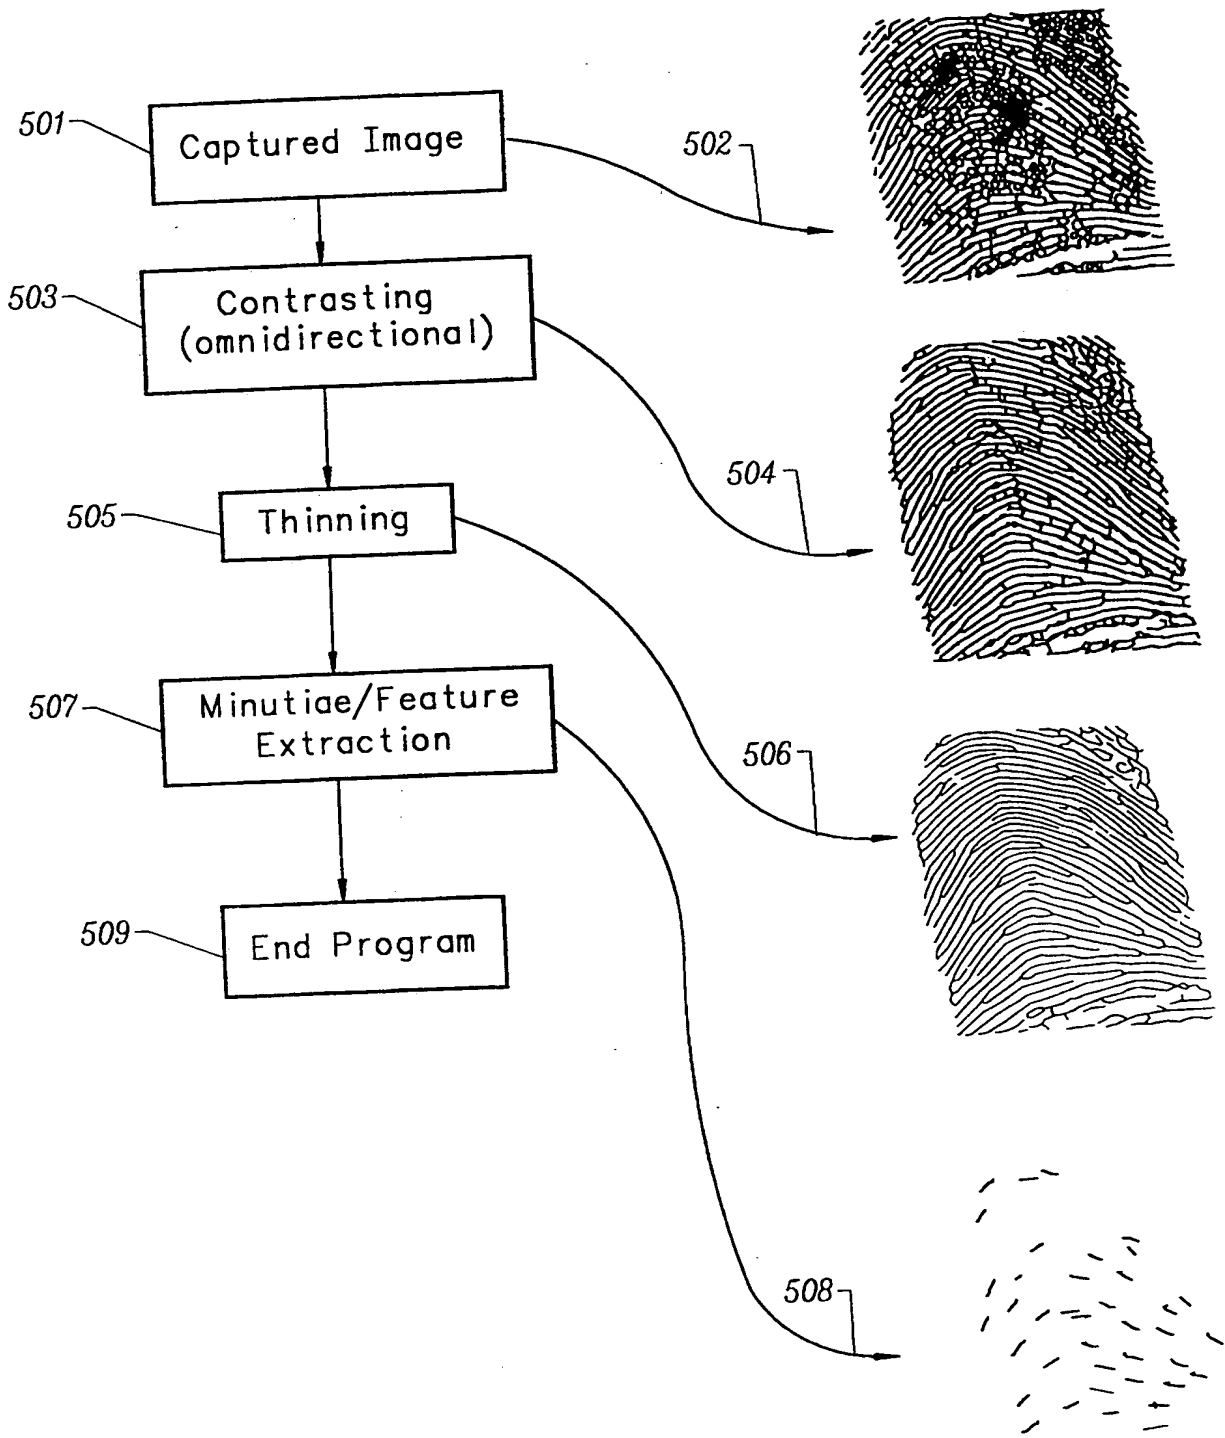 501
Captured Image
502
503
Contrasting
(omnidirectional)
504
505
Thinning
507
Minutiae/Feature
Extraction
506
509
End Program
508